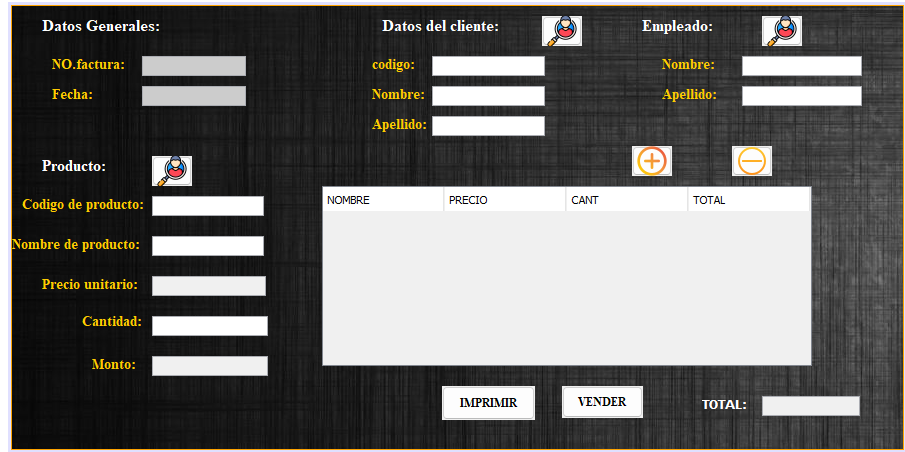 Datos Generales:
Datos del cliente:
Empleado:
NO.factura:
codigo:
Nombre:
Fecha:
Nombre:
Apellido:
Apellido:
Producto:
Codigo de producto:
NOMBRE PRECIO CANT TOTAL
Nombre de producto:
Precio unitario:
Cantidad:
Monto:
IMPRIMIR
VENDER
TOTAL: